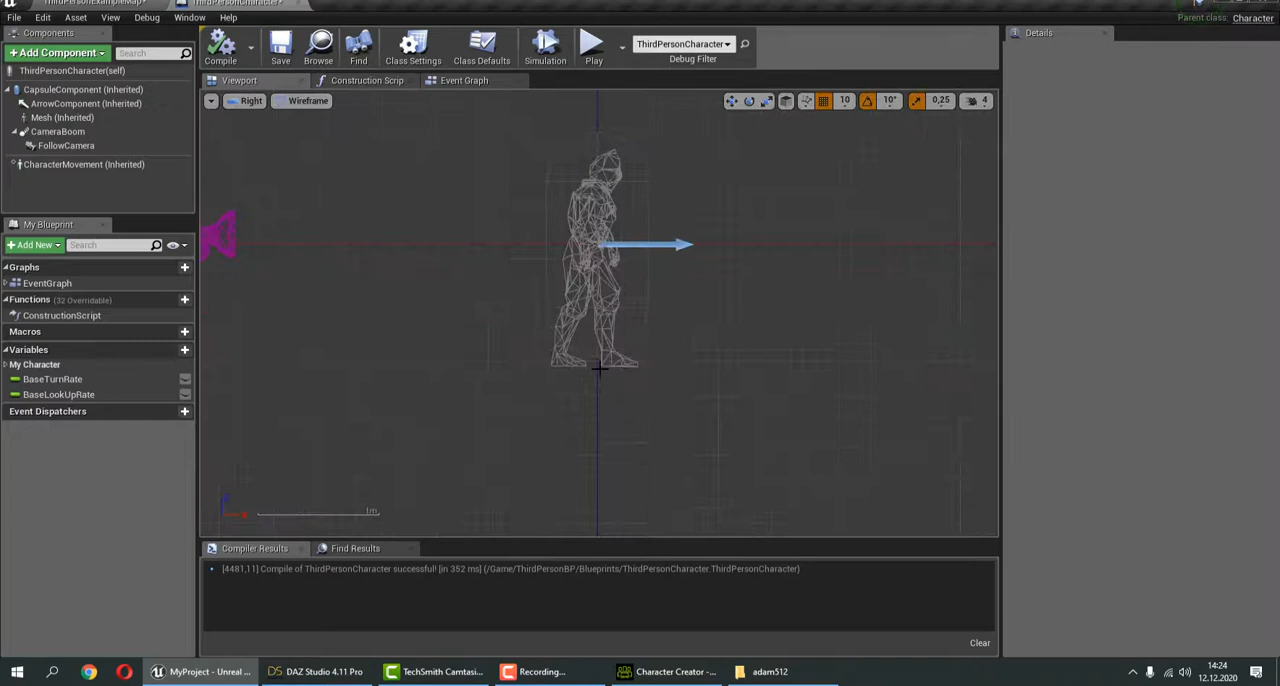 ThirdPersonExampleMap*
ThirdPersonCharacter*
File Edit Asset View Debug Window Help
Parent class: Character
Components
Add Component
Search
ThirdPersonCharacter(self)
CapsuleComponent (Inherited)
ArrowComponent (Inherited)
Mesh (Inherited)
CameraBoom
FollowCamera
CharacterMovement (Inherited)
Compile Save Browse Find Class Settings Class Defaults Simulation Play
ThirdPersonCharacter
Debug Filter
Details
Viewport
Construction Scrip
Event Graph
Right
Wireframe
10 10° 0,25 4
1m
My Blueprint
Add New
Search
Graphs
EventGraph
Functions (32 Overridable)
ConstructionScript
Macros
Variables
My Character
BaseTurnRate
BaseLookUpRate
Event Dispatchers
Compiler Results
Find Results
[4481,11] Compile of ThirdPersonCharacter successful! [in 352 ms] (/Game/ThirdPersonBP/Blueprints/ThirdPersonCharacter.ThirdPersonCharacter)
Clear
MyProject - Unreal ...
DAZ Studio 4.11 Pro
TechSmith Camtasi...
Recording...
Character Creator - ...
adam512
14:24
12.12.2020